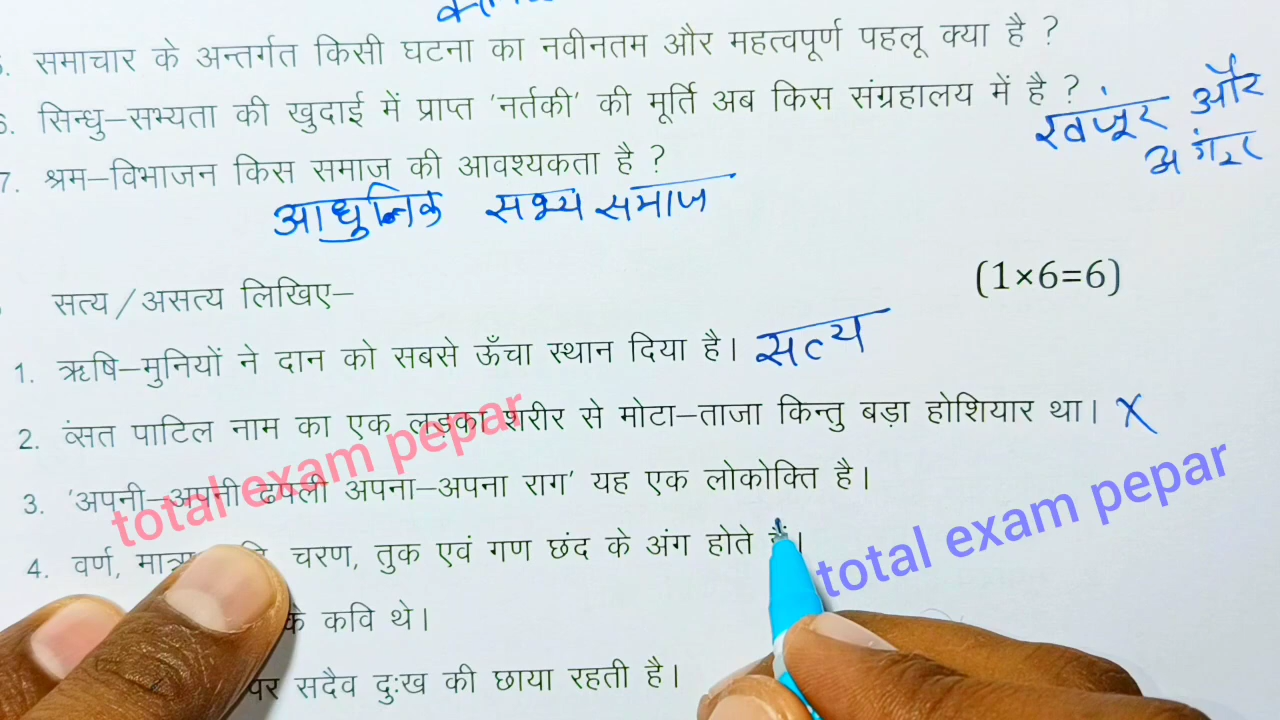 5. समाचार के अन्तर्गत किसी घटना का नवीनतम और महत्वपूर्ण पहलू क्या है ?
6. सिन्धु–सभ्यता की खुदाई में प्राप्त 'नर्तकी' की मूर्ति अब किस संग्रहालय में है ?
खजूर और
अंगूर
7. श्रम–विभाजन किस समाज की आवश्यकता है ?
आधुनिक सभ्य समाज
सत्य/असत्य लिखिए–
(1×6=6)
1. ऋषि–मुनियों ने दान को सबसे ऊँचा स्थान दिया है। सत्य
2. व्संत पाटिल नाम का एक लड़का शरीर से मोटा–ताजा किन्तु बड़ा होशियार था। X
3. 'अपनी–अपनी ढपली अपना–अपना राग' यह एक लोकोक्ति है।
4. वर्ण, चरण, तुक एवं गण छंद के अंग होते हैं।
के कवि थे।
पर सदैव दुःख की छाया रहती है।
total exam pepar
total exam pepar